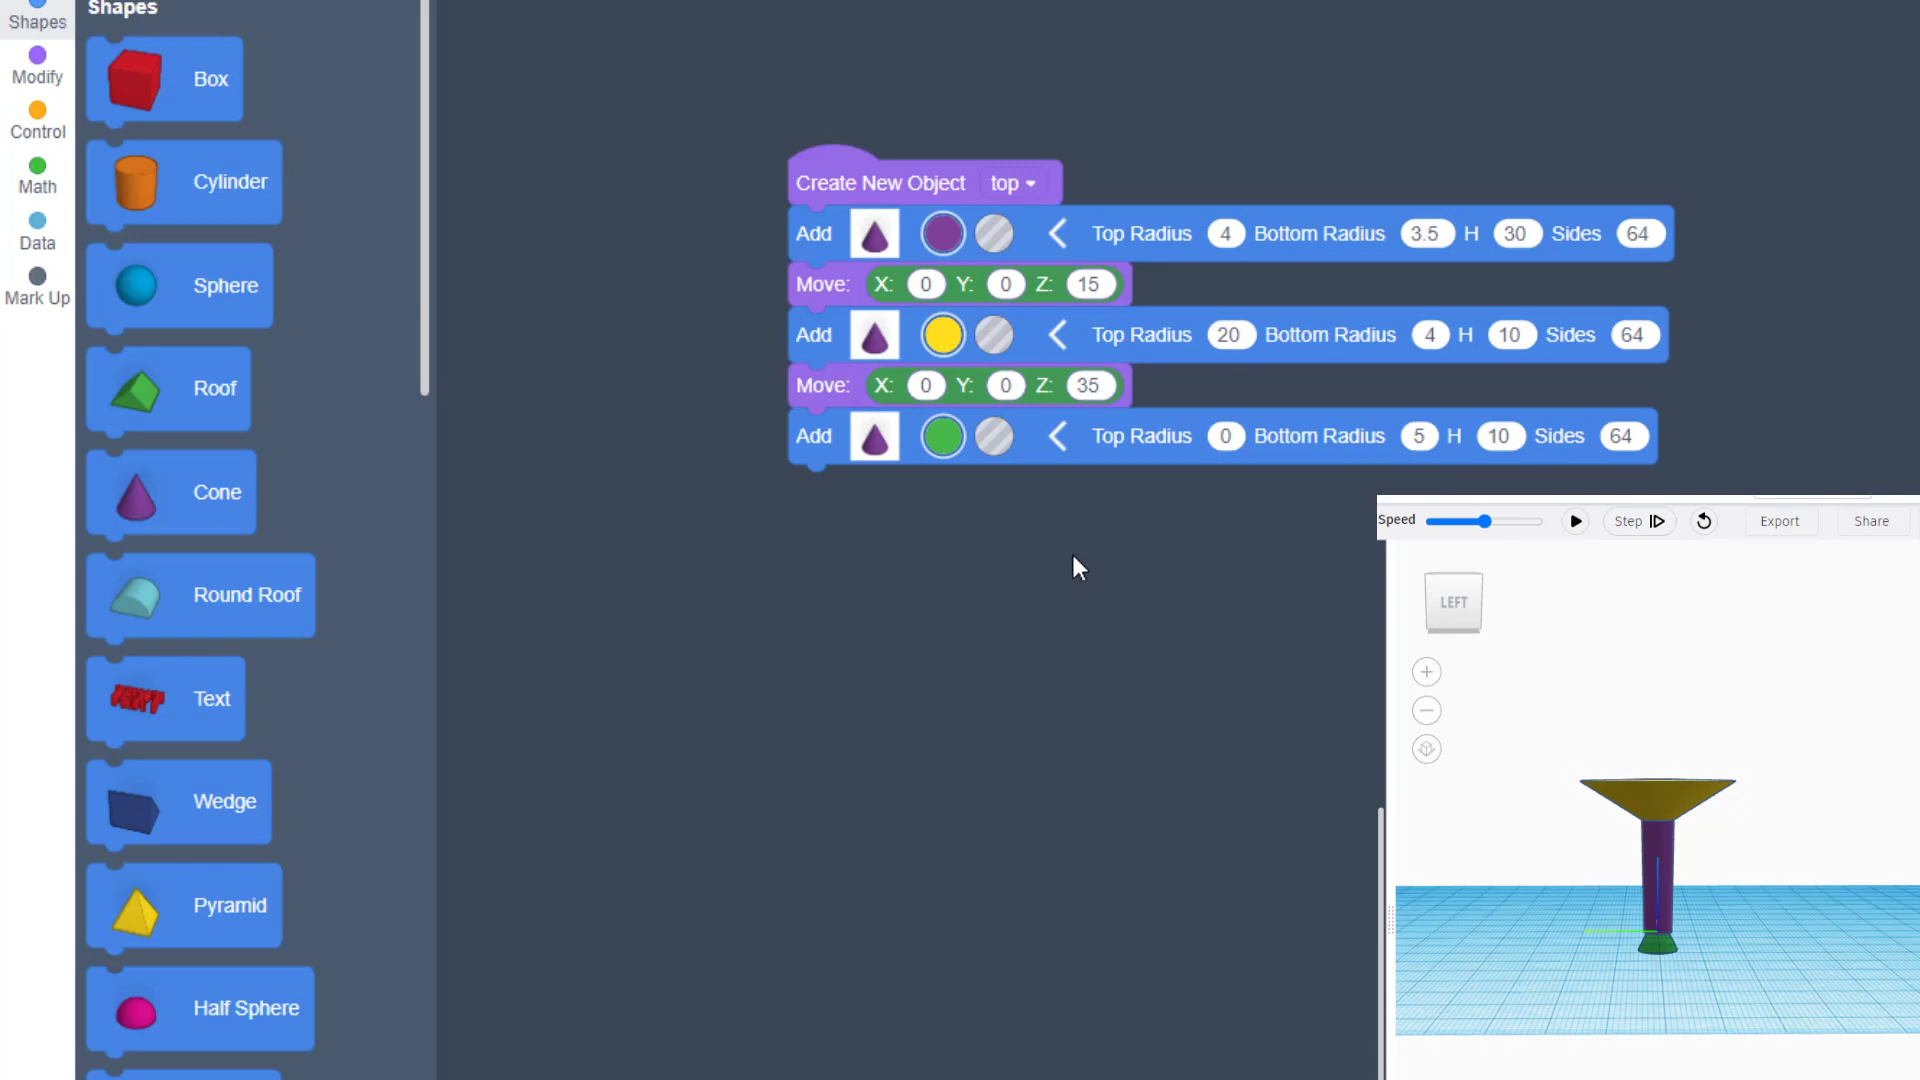 Shapes
Modify
Control
Math
Data
Mark Up
Shapes
Box
Cylinder
Sphere
Roof
Cone
Round Roof
Text
Wedge
Pyramid
Half Sphere
Create New Object top
Add Top Radius 4 Bottom Radius 3.5 H 30 Sides 64
Move: X: 0 Y: 0 Z: 15
Add Top Radius 20 Bottom Radius 4 H 10 Sides 64
Move: X: 0 Y: 0 Z: 35
Add Top Radius 0 Bottom Radius 5 H 10 Sides 64
Speed Step Export Share
LEFT